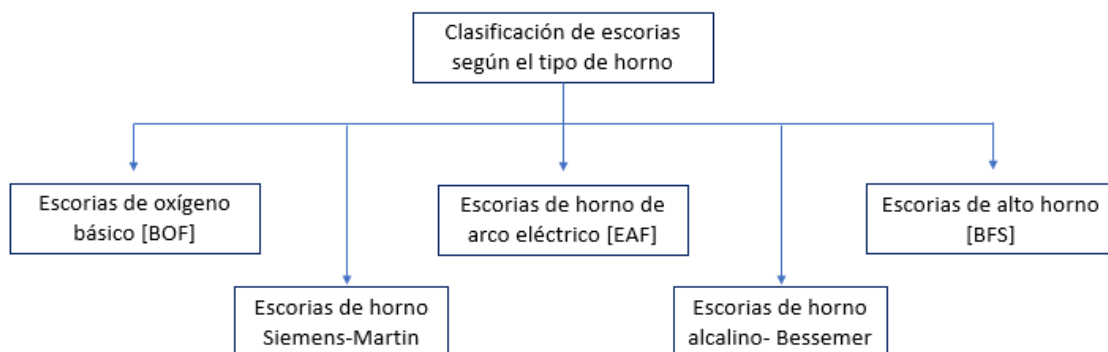 Clasificación de escorias
según el tipo de horno
Escorias de oxígeno
básico [BOF]
Escorias de horno de
arco eléctrico [EAF]
Escorias de alto horno
[BFS]
Escorias de horno
Siemens-Martin
Escorias de horno
alcalino- Bessemer